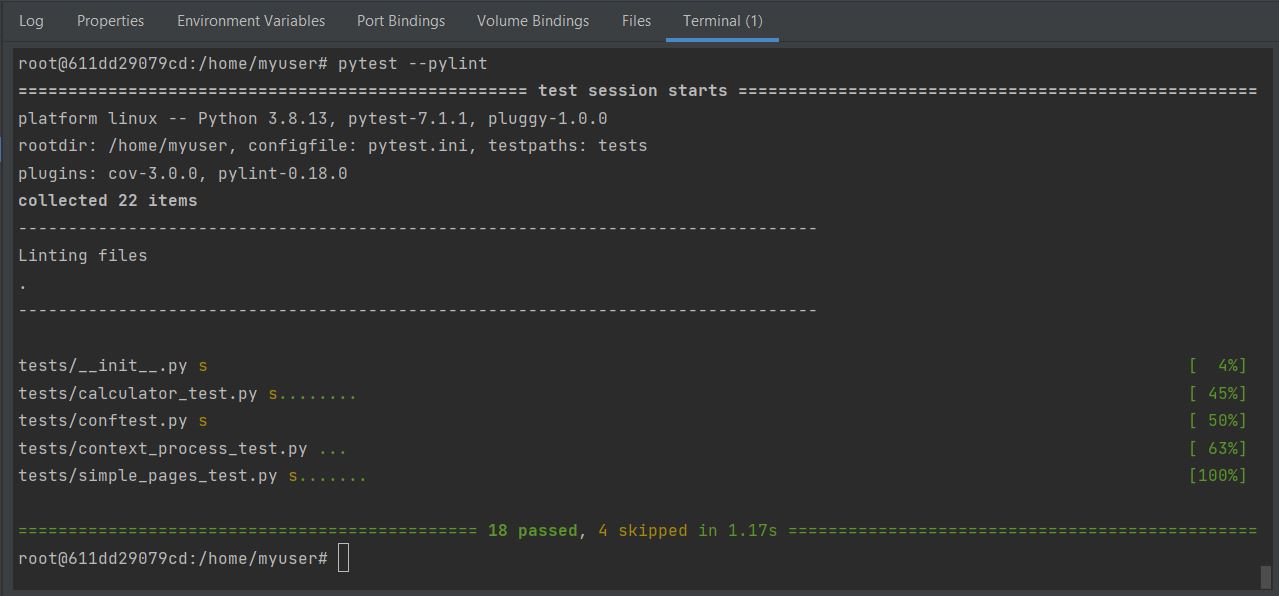 Log Properties Environment Variables Port Bindings Volume Bindings Files Terminal (1)
root@611dd29079cd:/home/myuser# pytest --pylint
=================================================== test session starts ====================================================
platform linux -- Python 3.8.13, pytest-7.1.1, pluggy-1.0.0
rootdir: /home/myuser, configfile: pytest.ini, testpaths: tests
plugins: cov-3.0.0, pylint-0.18.0
collected 22 items
--------------------------------------------------------------------------------
Linting files
.
--------------------------------------------------------------------------------
tests/__init__.py s [  4%]
tests/calculator_test.py s........ [ 45%]
tests/conftest.py s [ 50%]
tests/context_process_test.py ... [ 63%]
tests/simple_pages_test.py s....... [100%]
============================================== 18 passed, 4 skipped in 1.17s ===============================================
root@611dd29079cd:/home/myuser#